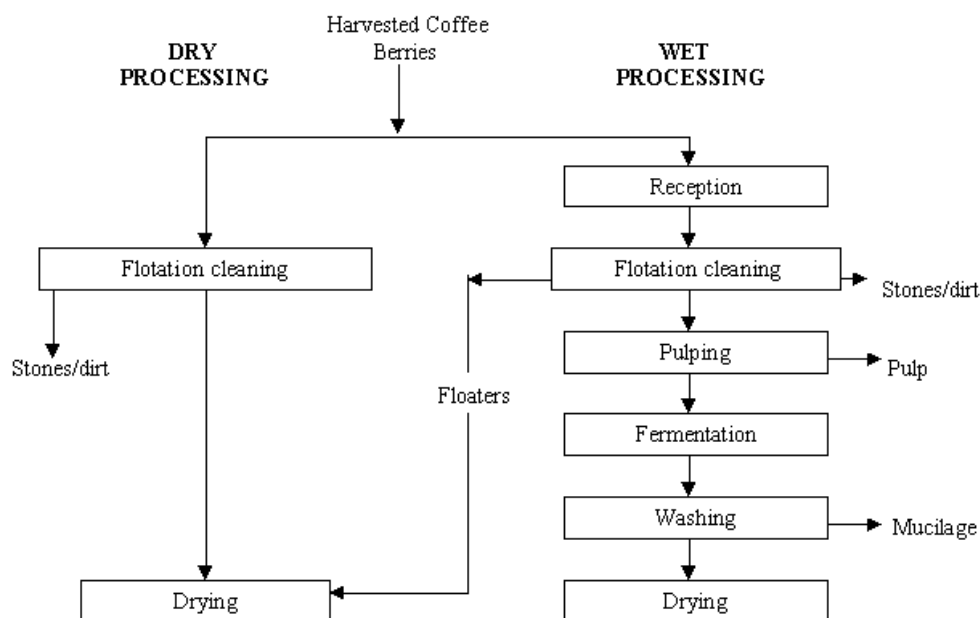 Harvested Coffee
Berries
DRY
PROCESSING
WET
PROCESSING
Reception
Flotation cleaning
Flotation cleaning
Stones/dirt
Stones/dirt
Pulping
Pulp
Floaters
Fermentation
Washing
Mucilage
Drying
Drying